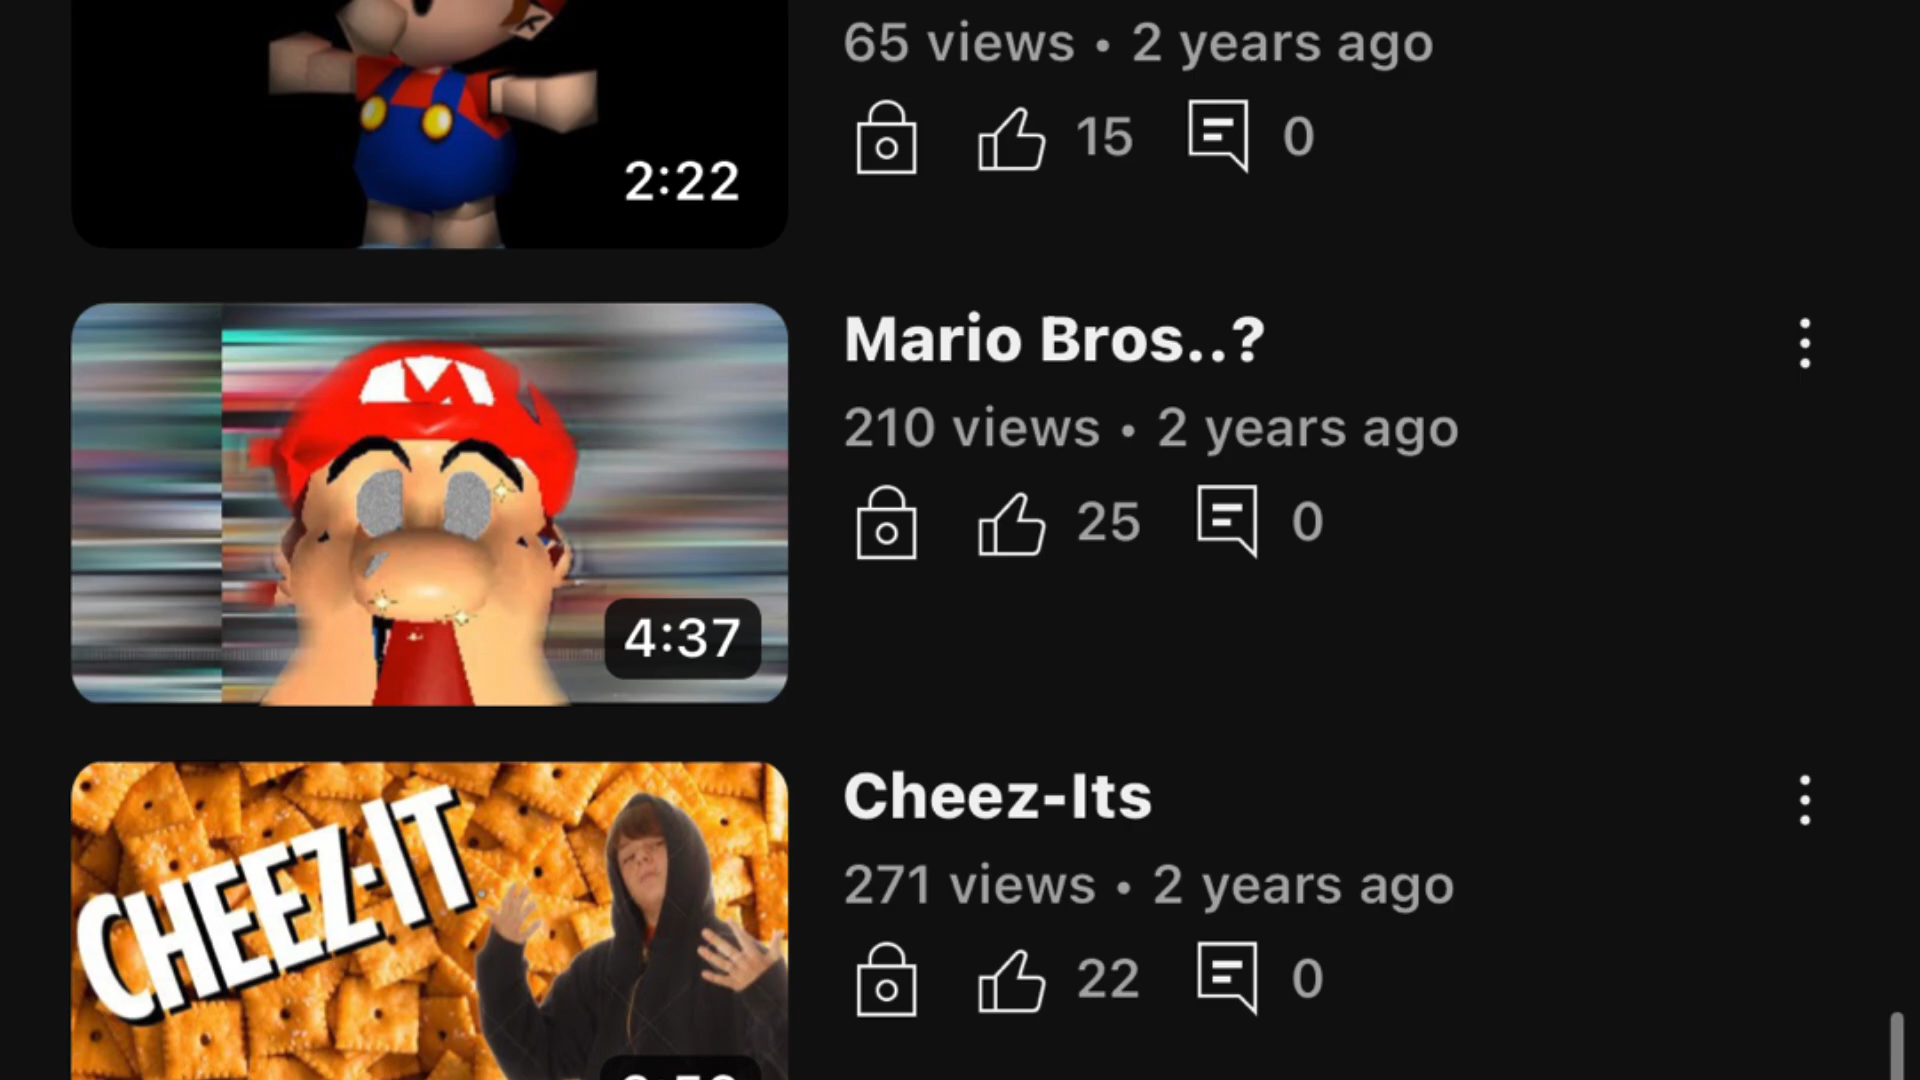 65 views • 2 years ago
15 0
2:22
Mario Bros..?
210 views • 2 years ago
25 0
M
4:37
Cheez-Its
271 views • 2 years ago
22 0
CHEEZ-IT